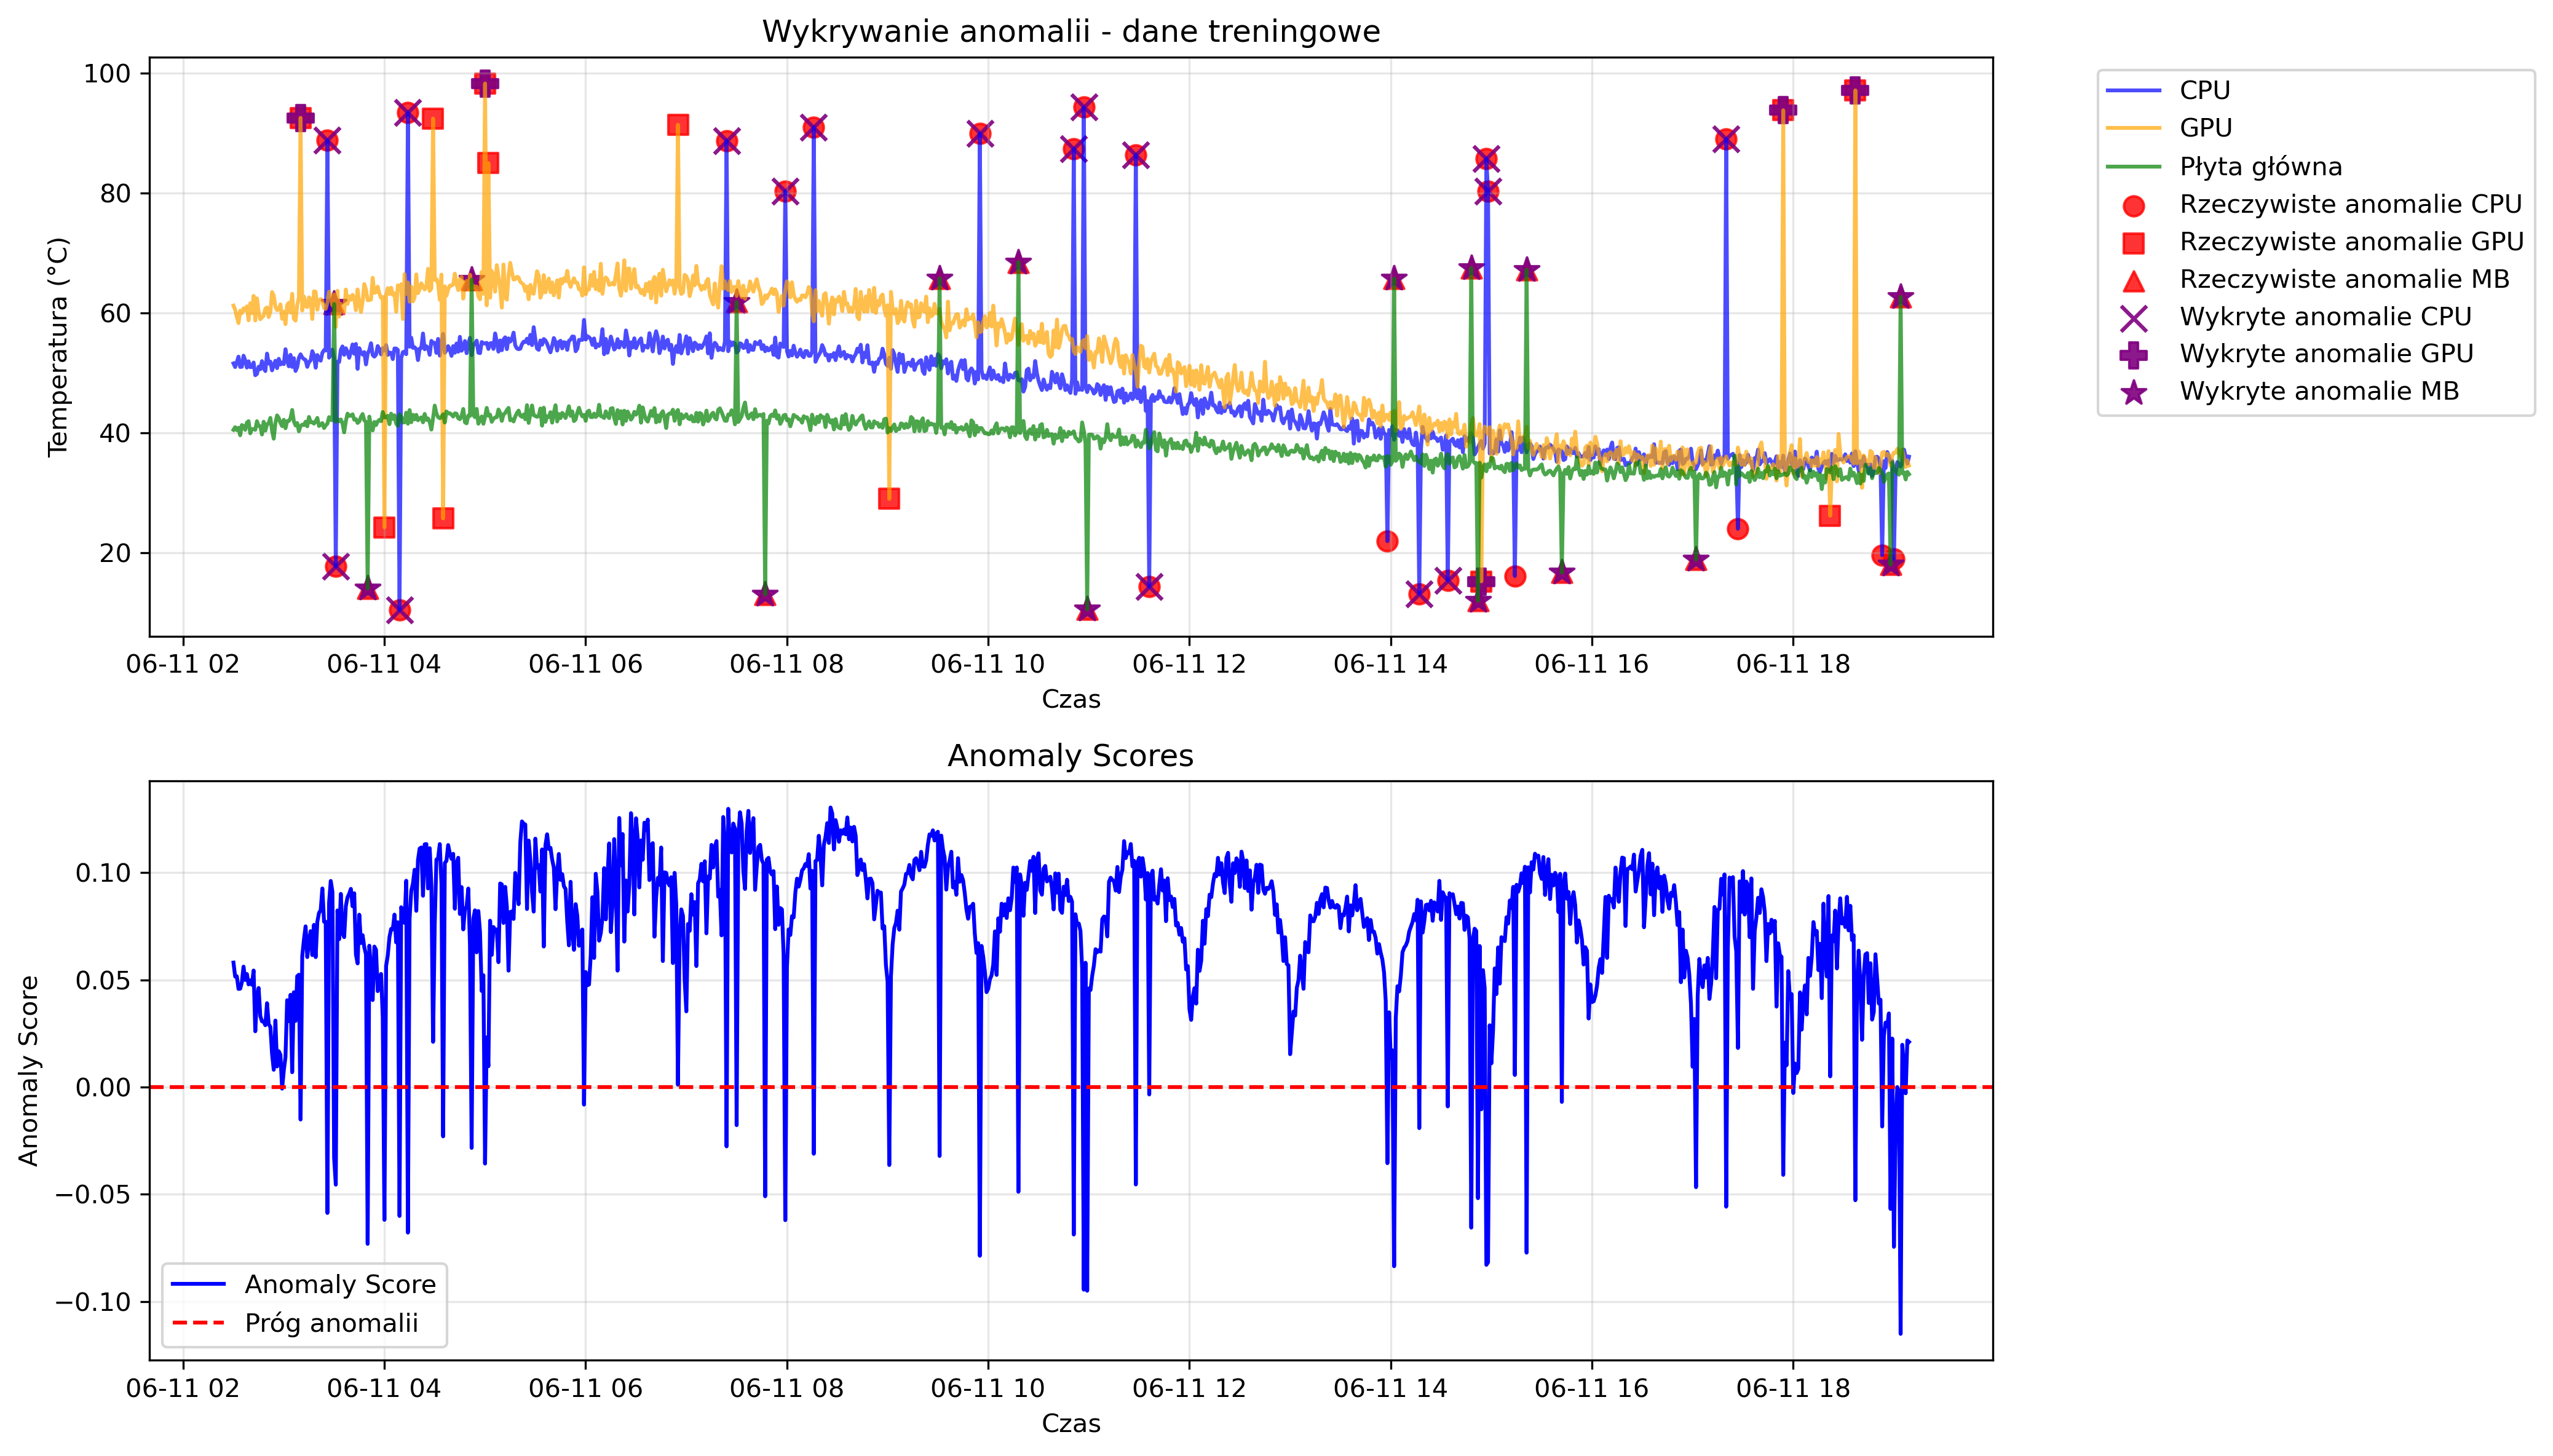 Wykrywanie anomalii - dane treningowe
Temperatura (°C)
100
80
60
40
20
06-11 02
06-11 04
06-11 06
06-11 08
06-11 10
06-11 12
06-11 14
06-11 16
06-11 18
Czas
CPU
GPU
Płyta główna
Rzeczywiste anomalie CPU
Rzeczywiste anomalie GPU
Rzeczywiste anomalie MB
Wykryte anomalie CPU
Wykryte anomalie GPU
Wykryte anomalie MB
Anomaly Scores
Anomaly Score
0.10
0.05
0.00
−0.05
−0.10
Anomaly Score
Próg anomalii
06-11 02
06-11 04
06-11 06
06-11 08
06-11 10
06-11 12
06-11 14
06-11 16
06-11 18
Czas